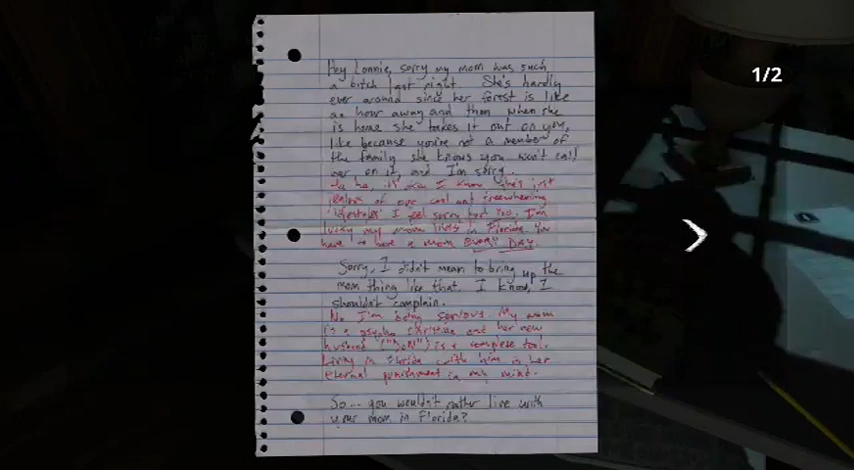 1/2
Hey Lonnie, sorry my mom was such
a bitch last night. She's hardly
ever around since her forest is like
an hour away and then when she
is home she takes it out on you,
like because you're not a member of
the family she knows you won't call
her on it, and I'm sorry.
Ha ha, it's okay I know she's just
jealous of our cool and freewheeling
lifestyles I feel sorry for you. I'm
lucky my mom lives in Florida. You
have to have a mom EVERY DAY.
Sorry, I didn't mean to bring up the
mom thing like that. I know, I
shouldn't complain.
No I'm being serious. My mom
is a psycho christian and her new
husband is a complete tool.
Living in Florida with him is her
eternal punishment in my mind.
So... you wouldn't rather live with
your mom in Florida?